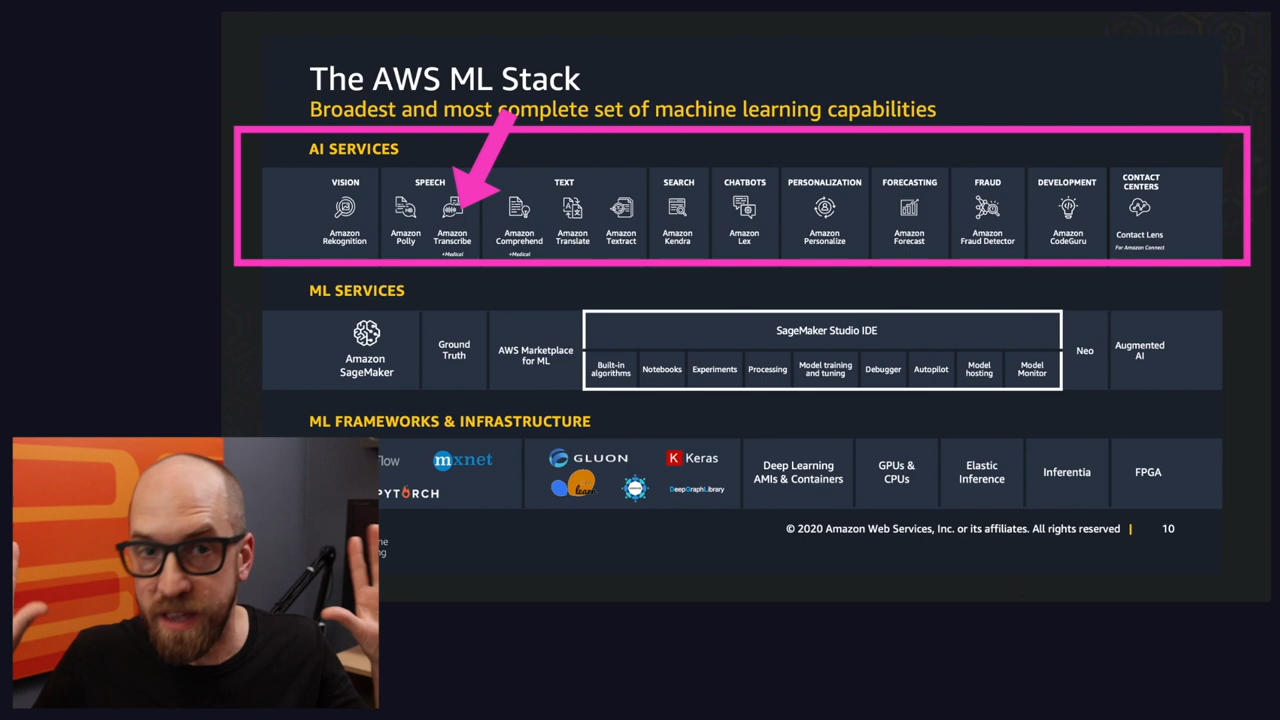 The AWS ML Stack
Broadest and most complete set of machine learning capabilities
AI SERVICES
VISION
Amazon
Rekognition
SPEECH
Amazon
Polly
Amazon
Transcribe
+Medical
TEXT
Amazon
Comprehend
+Medical
Amazon
Translate
Amazon
Textract
SEARCH
Amazon
Kendra
CHATBOTS
Amazon
Lex
PERSONALIZATION
Amazon
Personalize
FORECASTING
Amazon
Forecast
FRAUD
Amazon
Fraud Detector
DEVELOPMENT
Amazon
CodeGuru
CONTACT
CENTERS
Contact Lens
For Amazon Connect
ML SERVICES
Amazon
SageMaker
Ground
Truth
AWS Marketplace
for ML
SageMaker Studio IDE
Built-in
algorithms
Notebooks
Experiments
Processing
Model training
and tuning
Debugger
Autopilot
Model
hosting
Model
Monitor
Neo
Augmented
AI
ML FRAMEWORKS & INFRASTRUCTURE
low
mxnet
PYTORCH
GLUON
K Keras
learn
DeepGraphLibrary
Deep Learning
AMIs & Containers
GPUs &
CPUs
Elastic
Inference
Inferentia
FPGA
© 2020 Amazon Web Services, Inc. or its affiliates. All rights reserved | 10
ne
ng